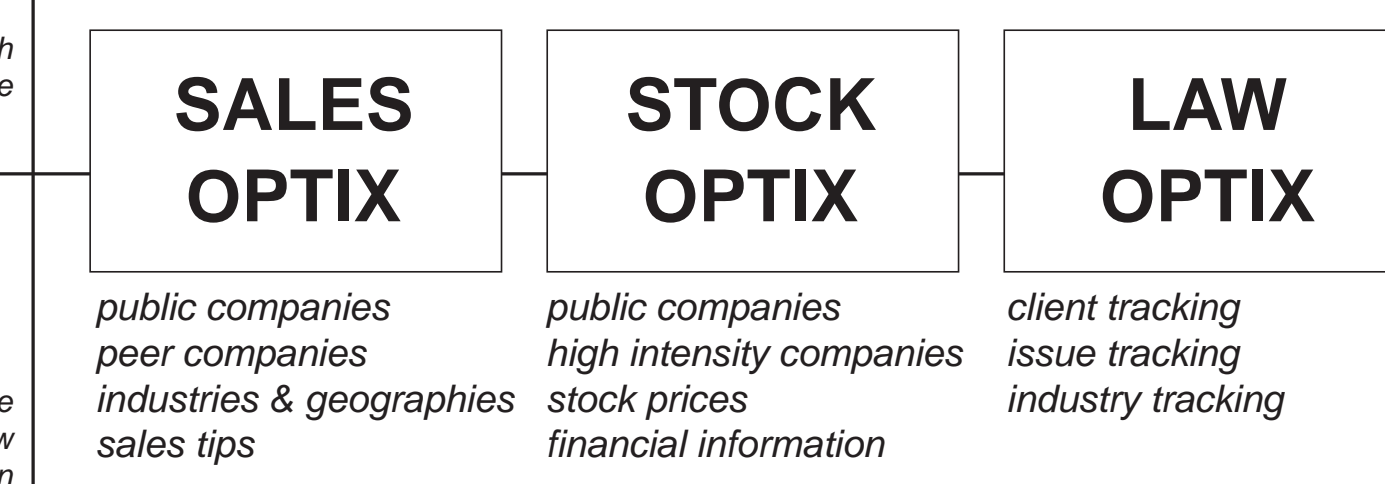 SALES
OPTIX
public companies
peer companies
industries & geographies
sales tips
STOCK
OPTIX
public companies
high intensity companies
stock prices
financial information
LAW
OPTIX
client tracking
issue tracking
industry tracking